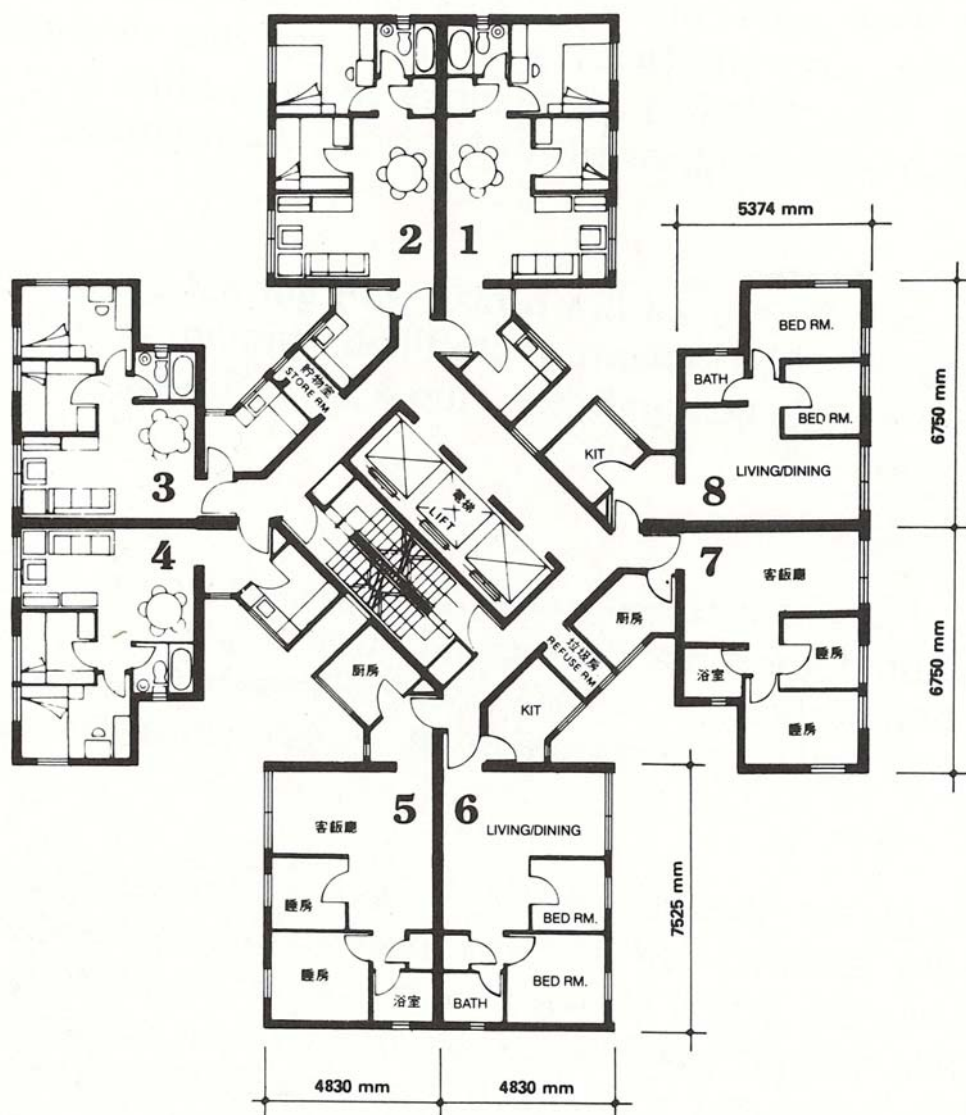 2
1
5374 mm
BED RM.
BATH
BED RM.
KIT
LIVING/DINING
8
6750 mm
貯物室
STORE RM
3
電梯
LIFT
4
7
客飯廳
廚房
垃圾房
REFUSE RM
浴室
睡房
睡房
6750 mm
廚房
KIT
5
6
客飯廳
LIVING/DINING
睡房
BED RM.
睡房
浴室
BATH
BED RM.
7525 mm
4830 mm
4830 mm